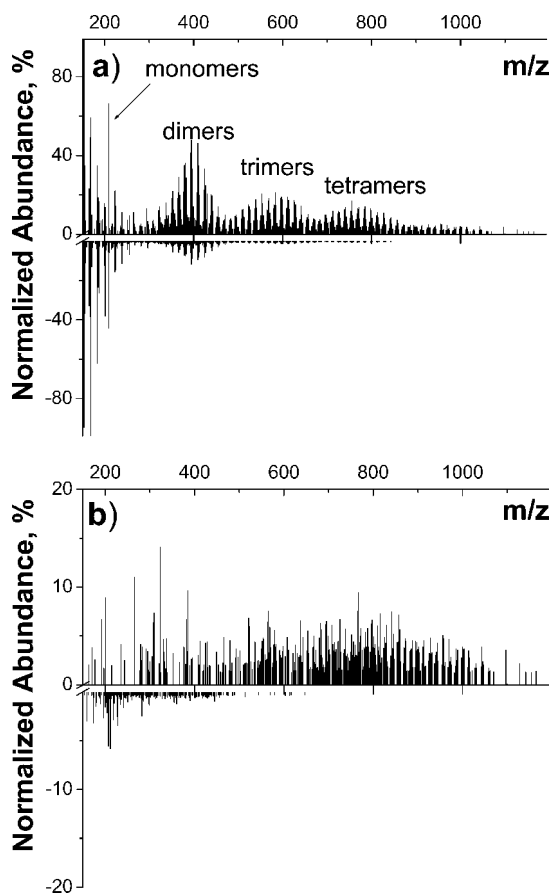 200 400 600 800 1000
a) m/z
monomers
80
dimers
40
trimers
tetramers
0
-40
-80
Normalized Abundance, %
200 400 600 800 1000
20
b) m/z
10
0
-10
-20
Normalized Abundance, %